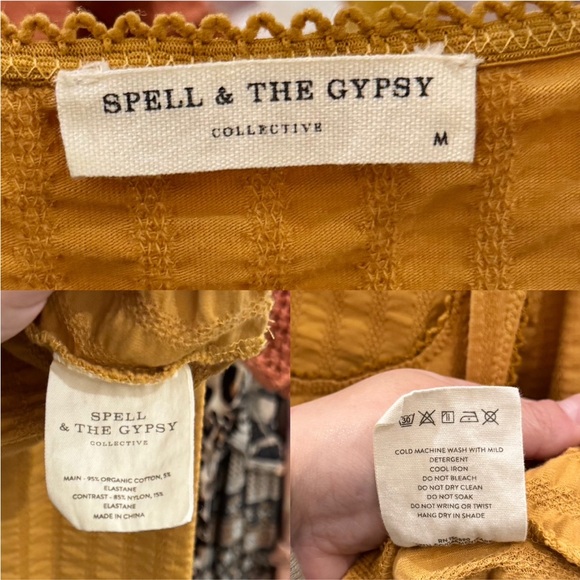 SPELL & THE GYPSY
COLLECTIVE
M
SPELL
& THE GYPSY
COLLECTIVE
MAIN - 95% ORGANIC COTTON, 5%
ELASTANE
CONTRAST - 85% NYLON, 15%
ELASTANE
MADE IN CHINA
30
COLD MACHINE WASH WITH MILD
DETERGENT
COOL IRON
DO NOT BLEACH
DO NOT DRY CLEAN
DO NOT SOAK
DO NOT WRING OR TWIST
HANG DRY IN SHADE